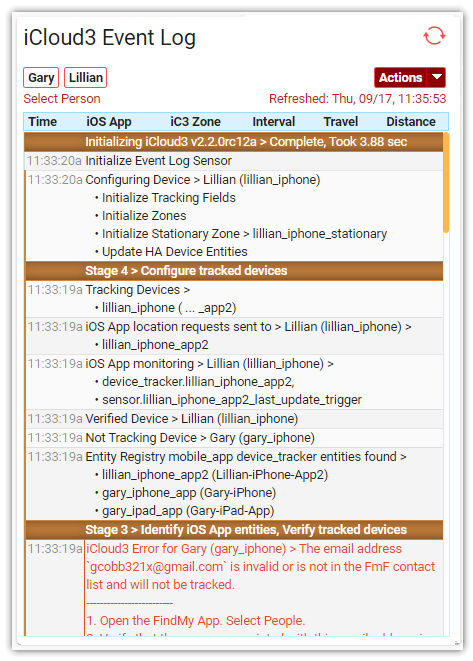 iCloud3 Event Log
Gary Lillian Actions
Select Person Refreshed: Thu, 09/17, 11:35:53
Time iOS App iC3 Zone Interval Travel Distance
Initializing iCloud3 v2.2.0rc12a > Complete, Took 3.88 sec
11:33:20a Initialize Event Log Sensor
11:33:20a Configuring Device > Lillian (lillian_iphone)
• Initialize Tracking Fields
• Initialize Zones
• Initialize Stationary Zone > lillian_iphone_stationary
• Update HA Device Entities
Stage 4 > Configure tracked devices
11:33:19a Tracking Devices >
• lillian_iphone ( ... _app2)
11:33:19a iOS App location requests sent to > Lillian (lillian_iphone) >
• lillian_iphone_app2
11:33:19a iOS App monitoring > Lillian (lillian_iphone) >
• device_tracker.lillian_iphone_app2,
• sensor.lillian_iphone_app2_last_update_trigger
11:33:19a Verified Device > Lillian (lillian_iphone)
11:33:19a Not Tracking Device > Gary (gary_iphone)
11:33:19a Entity Registry mobile_app device_tracker entities found >
• lillian_iphone_app2 (Lillian-iPhone-App2)
• gary_iphone_app (Gary-iPhone)
• gary_ipad_app (Gary-iPad-App)
Stage 3 > Identify iOS App entities, Verify tracked devices
11:33:19a iCloud3 Error for Gary (gary_iphone) > The email address
`gcobb321x@gmail.com` is invalid or is not in the FmF contact
list and will not be tracked.
--------------------------
1. Open the FindMy App. Select People.